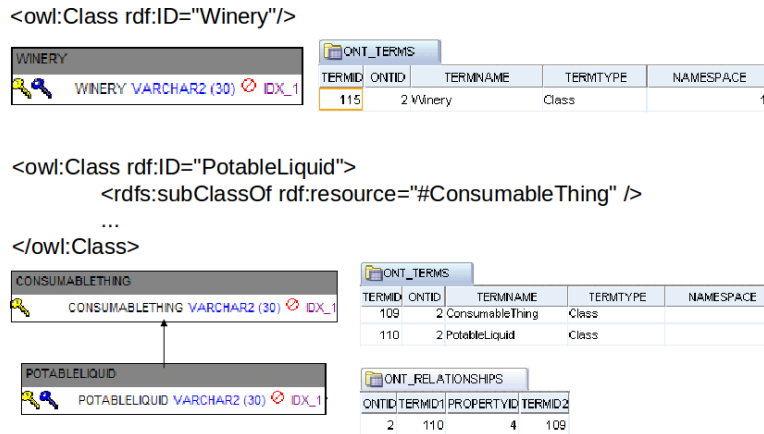 <owl:Class rdf:ID="Winery"/>
WINERY
WINERY VARCHAR2 (30) IDX_1
ONT_TERMS
TERMID ONTID TERMNAME TERMTYPE NAMESPACE
115 2 Winery Class 1
<owl:Class rdf:ID="PotableLiquid">
<rdfs:subClassOf rdf:resource="#ConsumableThing" />
...
</owl:Class>
CONSUMABLETHING
CONSUMABLETHING VARCHAR2 (30) IDX_1
ONT_TERMS
TERMID ONTID TERMNAME TERMTYPE NAMESPACE
109 2 ConsumableThing Class
110 2 PotableLiquid Class
POTABLELIQUID
POTABLELIQUID VARCHAR2 (30) IDX_1
ONT_RELATIONSHIPS
ONTID TERMID1 PROPERTYID TERMID2
2 110 4 109